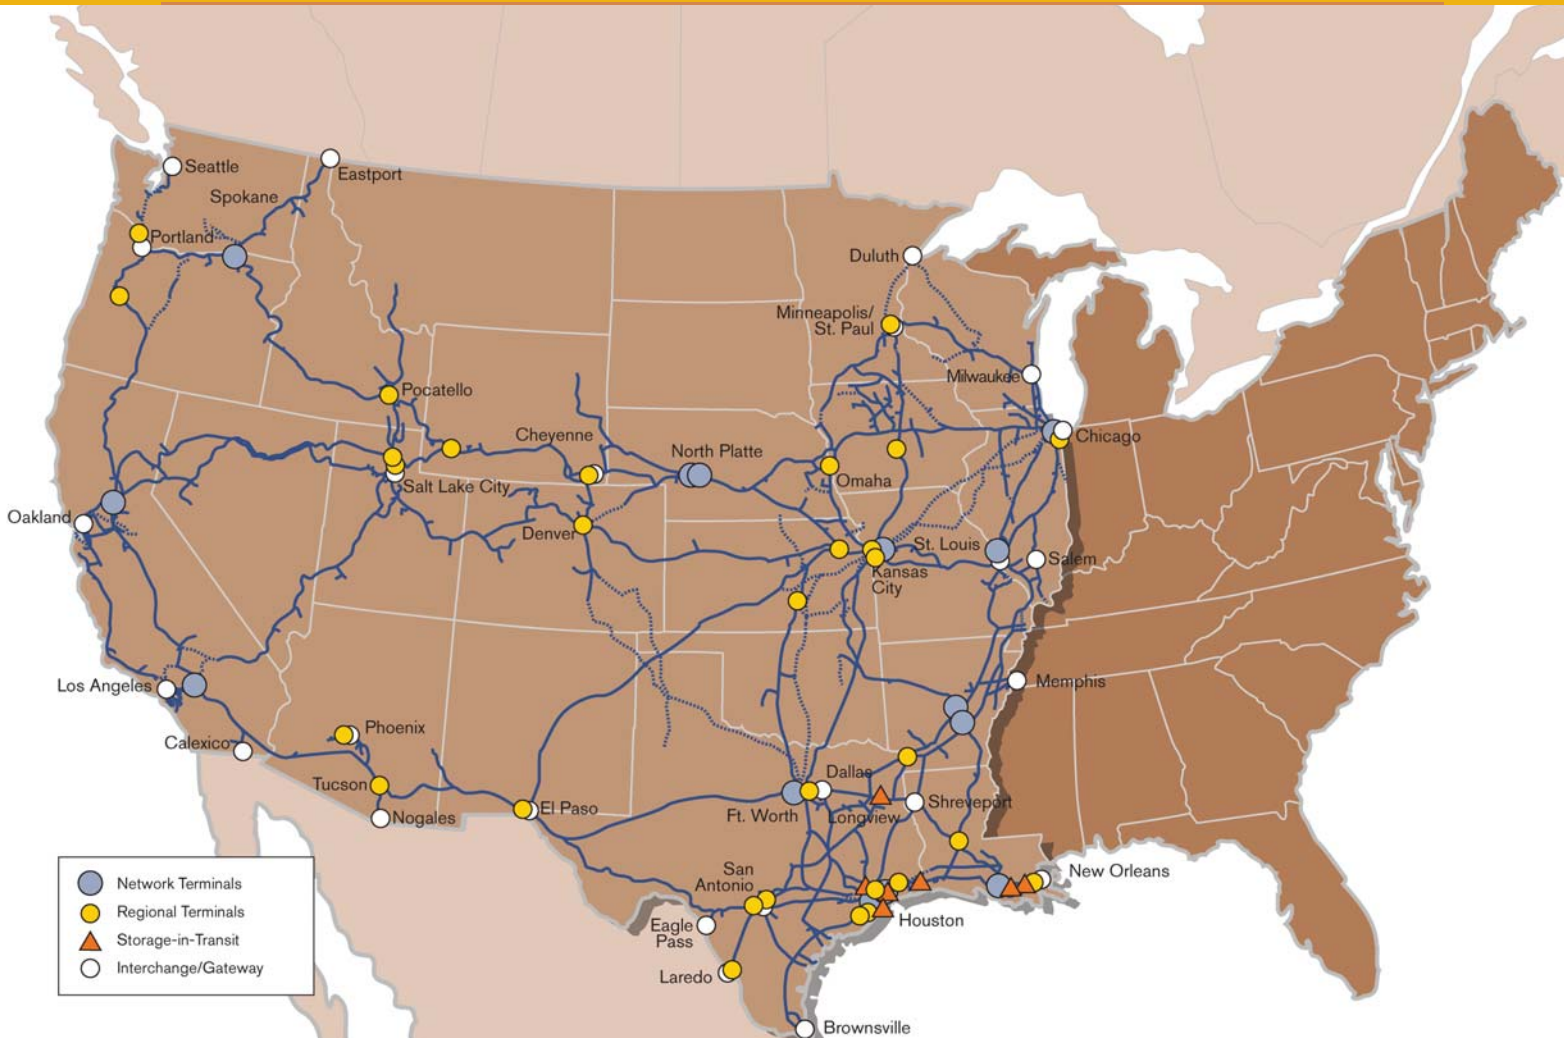 Seattle
Eastport
Spokane
Portland
Duluth
Minneapolis/
St. Paul
Milwaukee
Pocatello
Cheyenne
Chicago
North Platte
Salt Lake City
Omaha
Oakland
Denver
St. Louis
Salem
Kansas
City
Los Angeles
Memphis
Phoenix
Calexico
Tucson
Dallas
El Paso
Nogales
Ft. Worth
Longview
Shreveport
San
Antonio
New Orleans
Houston
Eagle
Pass
Laredo
Brownsville
Network Terminals
Regional Terminals
Storage-in-Transit
Interchange/Gateway